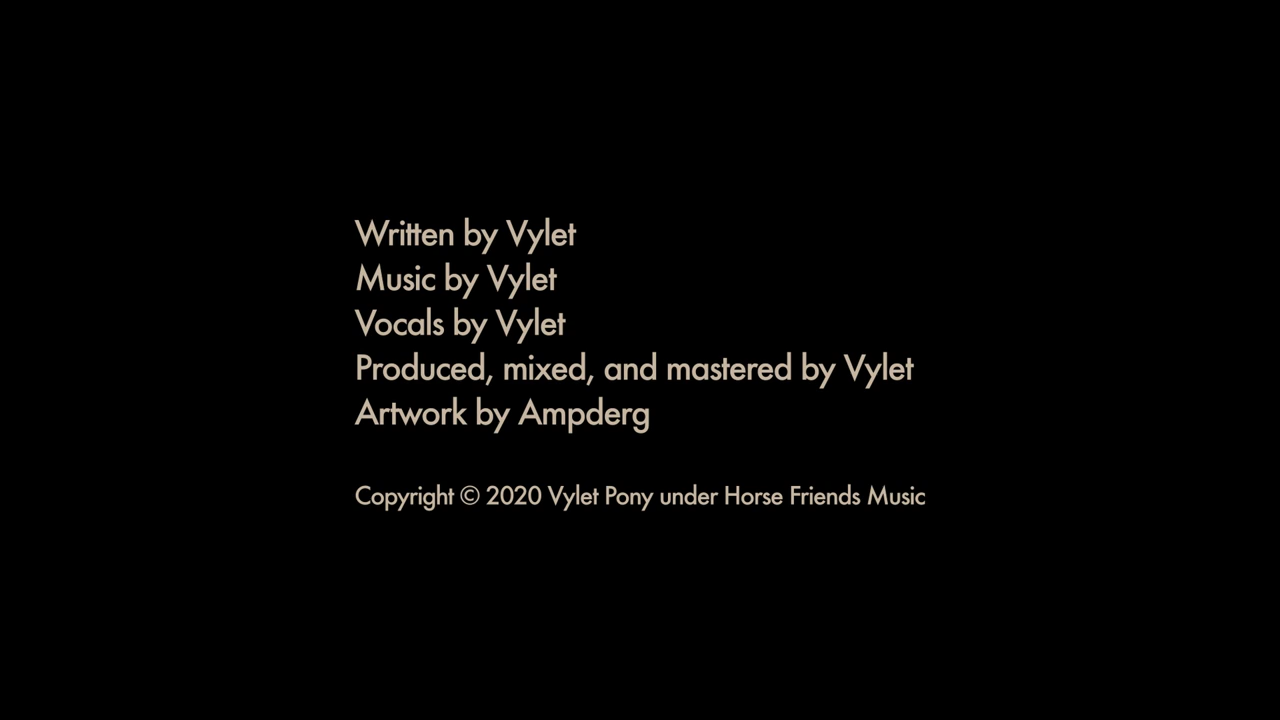 Written by Vylet
Music by Vylet
Vocals by Vylet
Produced, mixed, and mastered by Vylet
Artwork by Ampderg
Copyright © 2020 Vylet Pony under Horse Friends Music